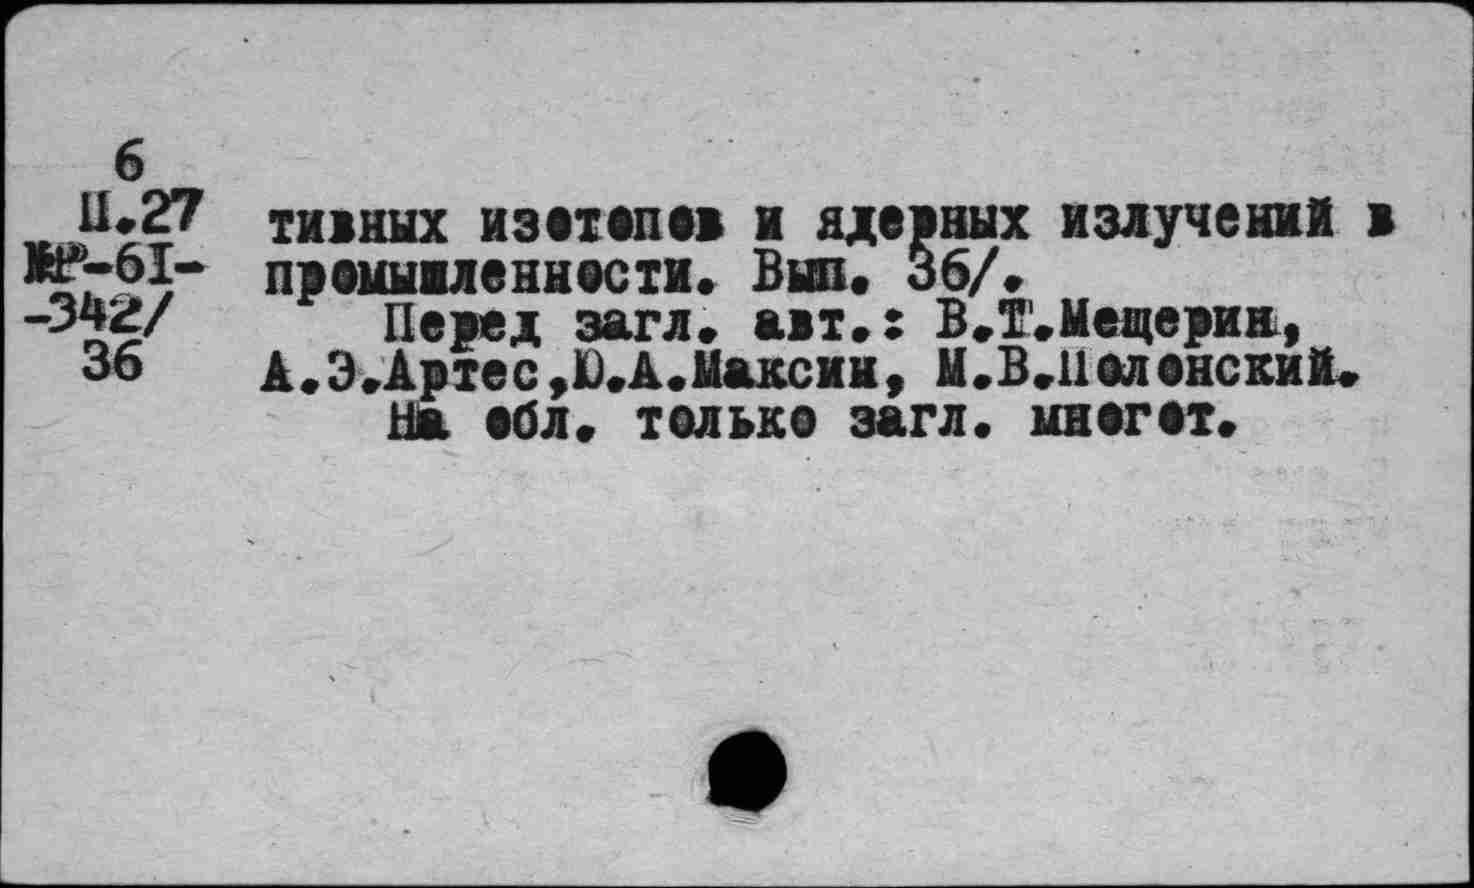 6
П.27 тивных изотопов и ядерных излучений в
-61- промышленности. Вып. 36/.
-342/ Перед загл. авт.: В.Т.Мещерин,
36 А.Э.Артес,Ю.А.Максин, М.В.Полонский.
На обл. только загл. многот.